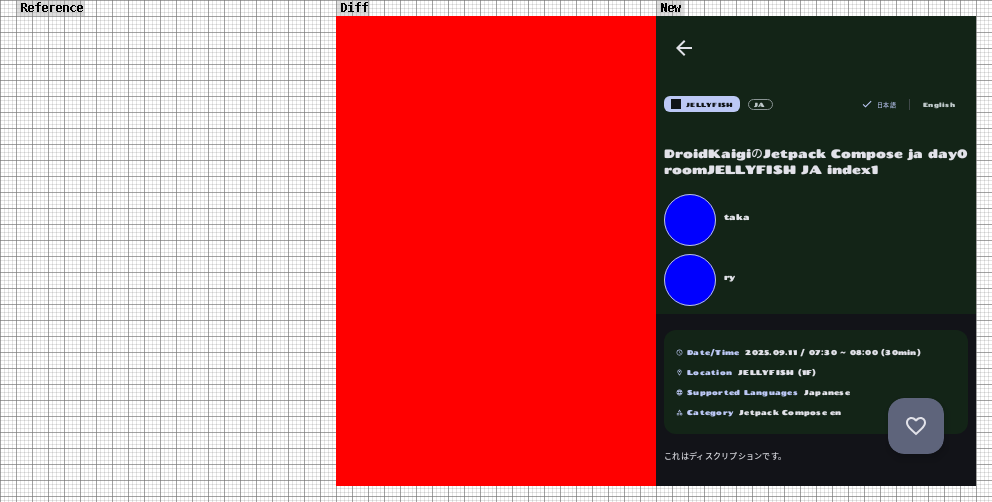 Reference
Diff
New
JELLYFISH JA 日本語 English
DroidKaigiのJetpack Compose ja day0
roomJELLYFISH JA index1
taka
ry
Date/Time 2025.09.11 / 07:30 ~ 08:00 (30min)
Location JELLYFISH (1F)
Supported Languages Japanese
Category Jetpack Compose en
これはディスクリプションです。